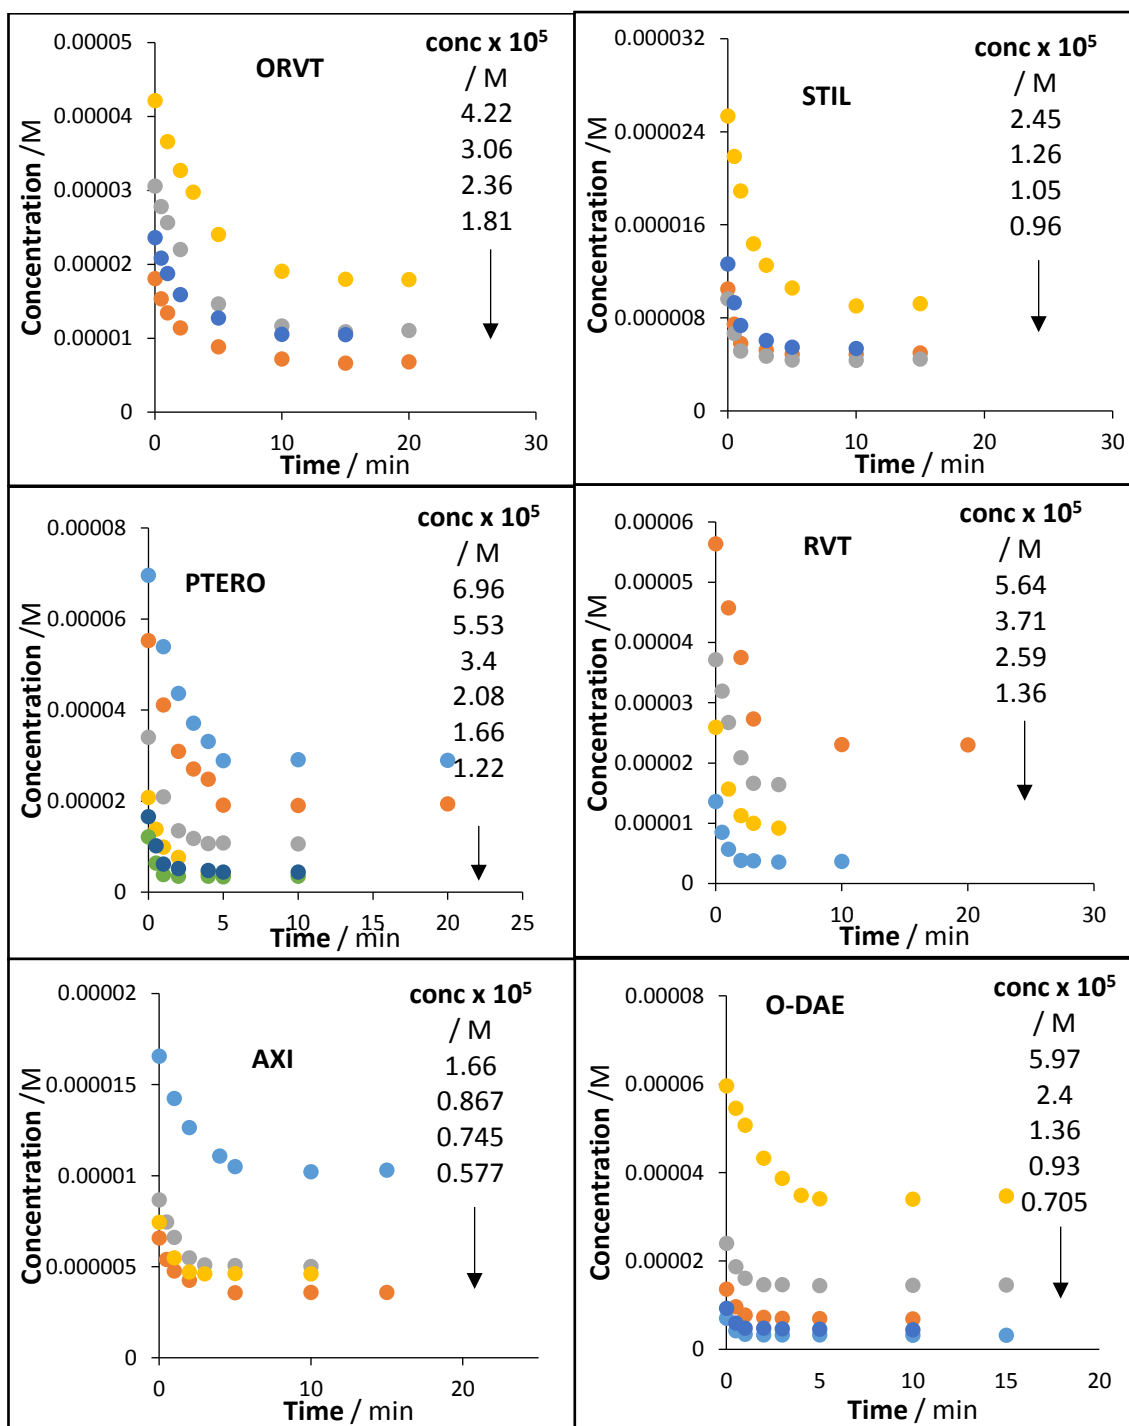 ORVT
conc x 10⁵
/ M
4.22
3.06
2.36
1.81
Concentration /M
0.00005
0.00004
0.00003
0.00002
0.00001
0
0 10 20 30
Time / min
STIL
conc x 10⁵
/ M
2.45
1.26
1.05
0.96
Concentration /M
0.000032
0.000024
0.000016
0.000008
0
0 10 20 30
Time / min
PTERO
conc x 10⁵
/ M
6.96
5.53
3.4
2.08
1.66
1.22
Concentration /M
0.00008
0.00006
0.00004
0.00002
0
0 5 10 15 20 25
Time / min
RVT
conc x 10⁵
/ M
5.64
3.71
2.59
1.36
Concentration /M
0.00006
0.00005
0.00004
0.00003
0.00002
0.00001
0
0 10 20 30
Time / min
AXI
conc x 10⁵
/ M
1.66
0.867
0.745
0.577
Concentration /M
0.00002
0.000015
0.00001
0.000005
0
0 10 20
Time / min
O-DAE
conc x 10⁵
/ M
5.97
2.4
1.36
0.93
0.705
Concentration /M
0.00008
0.00006
0.00004
0.00002
0
0 5 10 15 20
Time / min